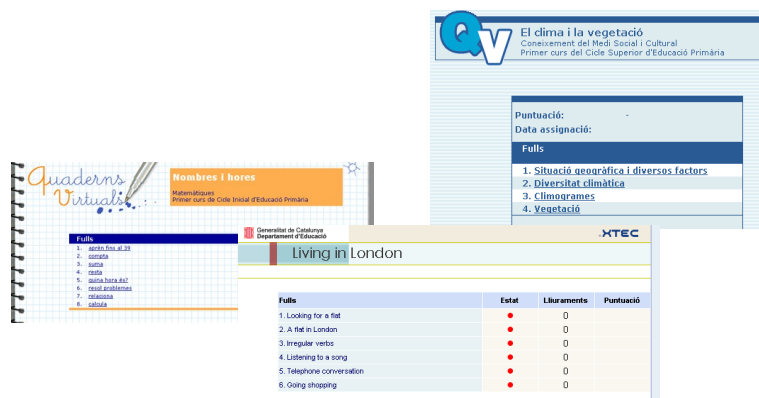 QV
El clima i la vegetació
Coneixement del Medi Social i Cultural
Primer curs del Cicle Superior d'Educació Primària
Puntuació: -
Data assignació:
Fulls
1. Situació geogràfica i diversos factors
2. Diversitat climàtica
3. Climogrames
4. Vegetació
Quaderns
Virtuals
Nombres i hores
Matemàtiques
Primer curs de Cicle Inicial d'Educació Primària
Fulls
1. aprèn fins al 39
2. compta
3. suma
4. resta
5. quina hora és?
6. resol problemes
7. relaciona
8. calcula
Generalitat de Catalunya
Departament d'Educació
XTEC
Living in London
Fulls Estat Lliuraments Puntuació
1. Looking for a flat 0
2. A flat in London 0
3. Irregular verbs 0
4. Listening to a song 0
5. Telephone conversation 0
6. Going shopping 0